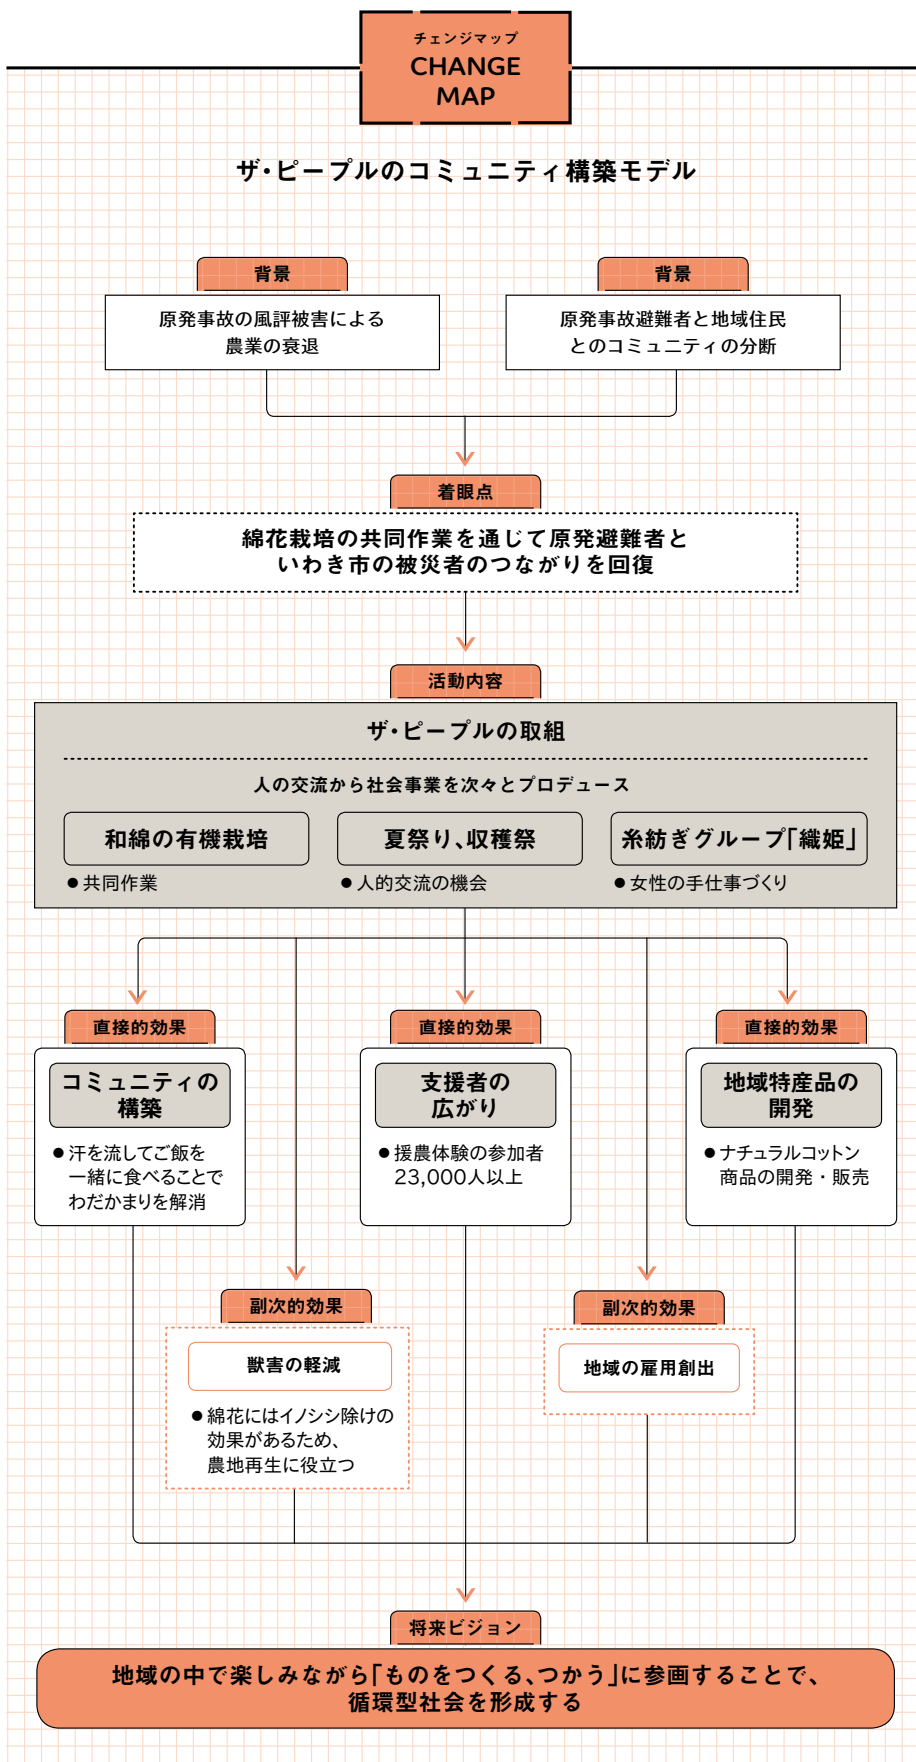 チェンジマップ
CHANGE
MAP
ザ・ピープルのコミュニティ構築モデル
背景
原発事故の風評被害による
農業の衰退
背景
原発事故避難者と地域住民
とのコミュニティの分断
着眼点
綿花栽培の共同作業を通じて原発避難者と
いわき市の被災者のつながりを回復
活動内容
ザ・ピープルの取組
人の交流から社会事業を次々とプロデュース
和綿の有機栽培
●共同作業
夏祭り、収穫祭
●人的交流の機会
糸紡ぎグループ「織姫」
●女性の手仕事づくり
直接的効果
コミュニティの
構築
●汗を流してご飯を
一緒に食べることで
わだかまりを解消
直接的効果
支援者の
広がり
●援農体験の参加者
23,000人以上
直接的効果
地域特産品の
開発
●ナチュラルコットン
商品の開発・販売
副次的効果
獣害の軽減
●綿花にはイノシシ除けの
効果があるため、
農地再生に役立つ
副次的効果
地域の雇用創出
将来ビジョン
地域の中で楽しみながら「ものをつくる、つかう」に参画することで、
循環型社会を形成する